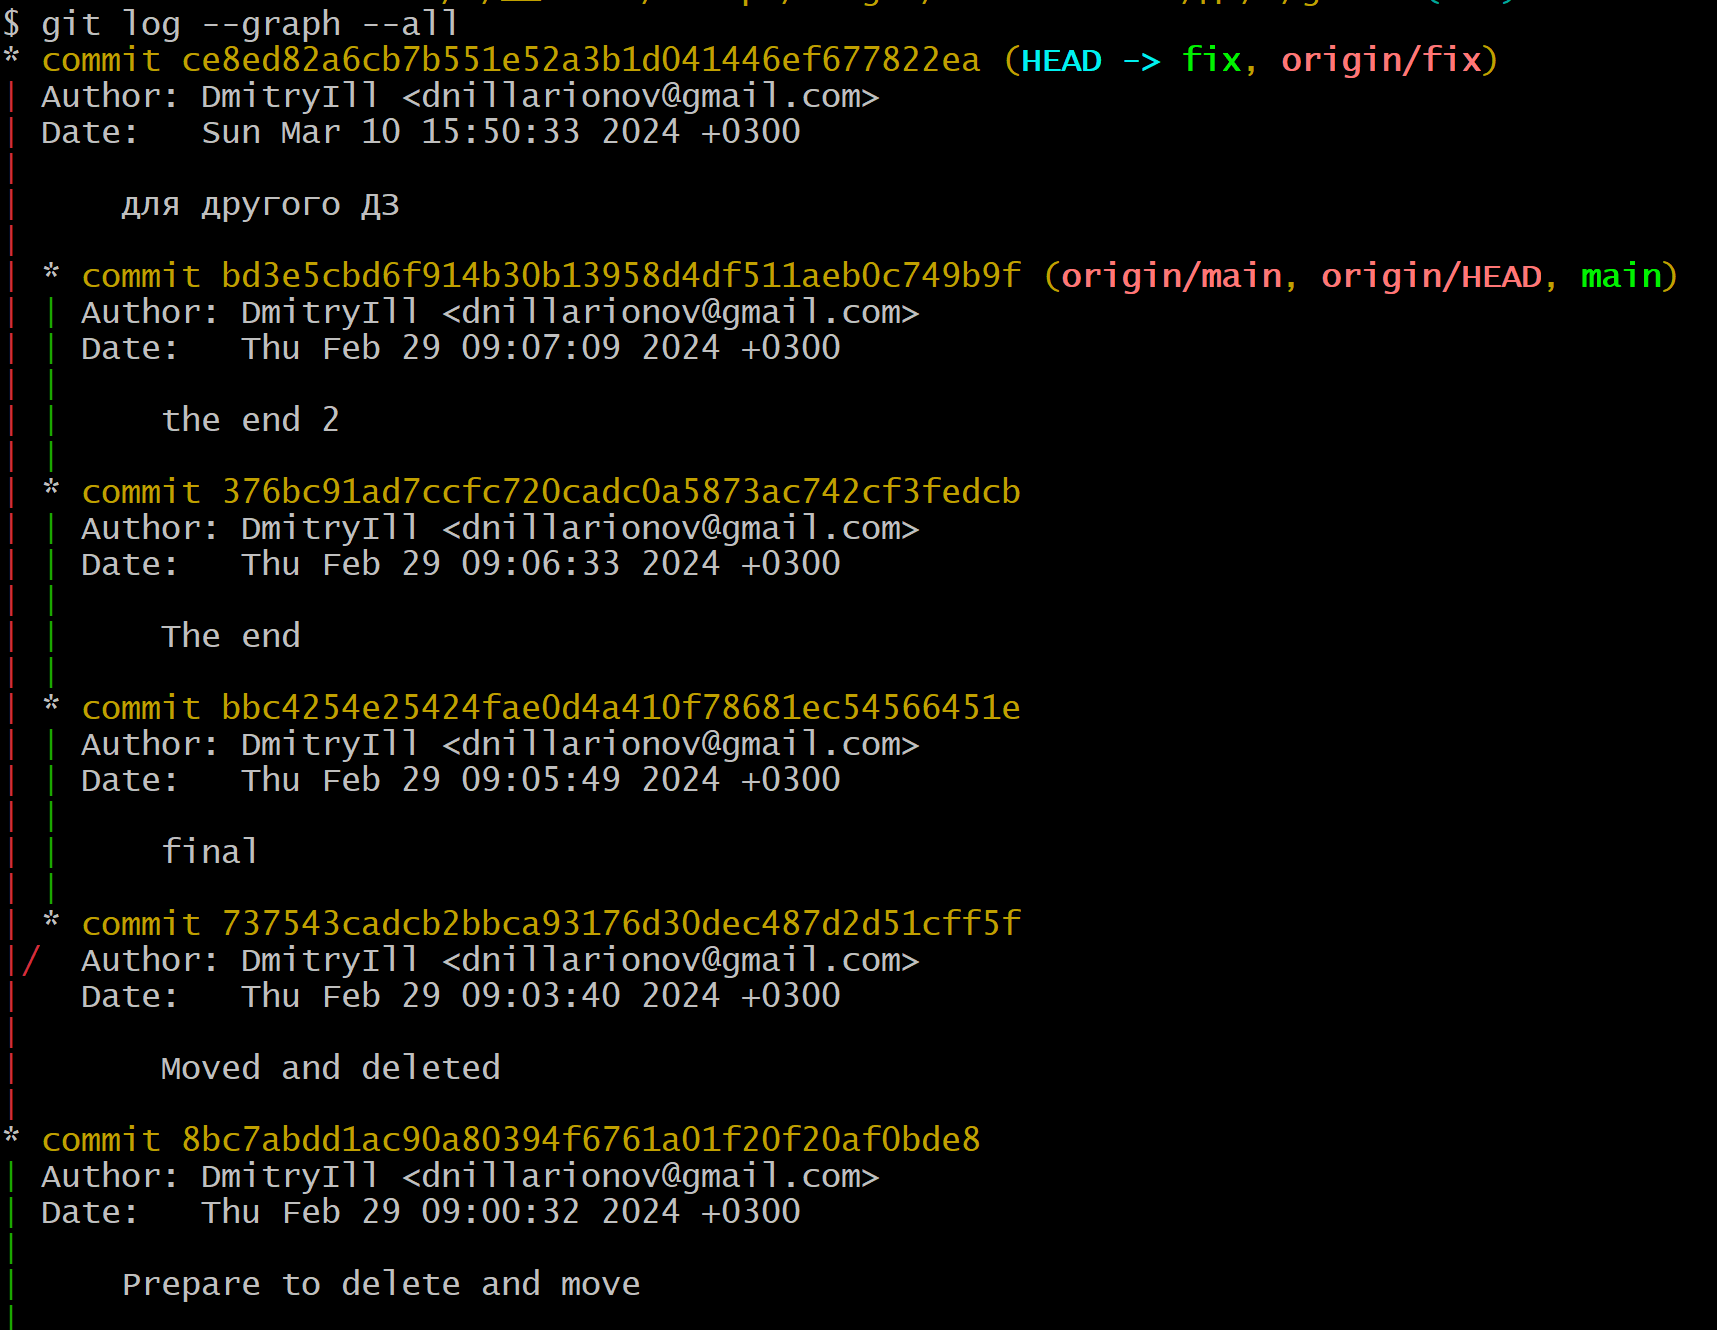 $ git log --graph --all
* commit ce8ed82a6cb7b551e52a3b1d041446ef677822ea (HEAD -> fix, origin/fix)
| Author: DmitryIll <dnillarionov@gmail.com>
| Date:   Sun Mar 10 15:50:33 2024 +0300
|
|     для другого ДЗ
|
| * commit bd3e5cbd6f914b30b13958d4df511aeb0c749b9f (origin/main, origin/HEAD, main)
| | Author: DmitryIll <dnillarionov@gmail.com>
| | Date:   Thu Feb 29 09:07:09 2024 +0300
| |
| |     the end 2
| |
| * commit 376bc91ad7ccfc720cadc0a5873ac742cf3fedcb
| | Author: DmitryIll <dnillarionov@gmail.com>
| | Date:   Thu Feb 29 09:06:33 2024 +0300
| |
| |     The end
| |
| * commit bbc4254e25424fae0d4a410f78681ec54566451e
| | Author: DmitryIll <dnillarionov@gmail.com>
| | Date:   Thu Feb 29 09:05:49 2024 +0300
| |
| |     final
| |
| * commit 737543cadcb2bbca93176d30dec487d2d51cff5f
|/  Author: DmitryIll <dnillarionov@gmail.com>
|   Date:   Thu Feb 29 09:03:40 2024 +0300
|
|       Moved and deleted
|
* commit 8bc7abdd1ac90a80394f6761a01f20f20af0bde8
| Author: DmitryIll <dnillarionov@gmail.com>
| Date:   Thu Feb 29 09:00:32 2024 +0300
|
|     Prepare to delete and move
|